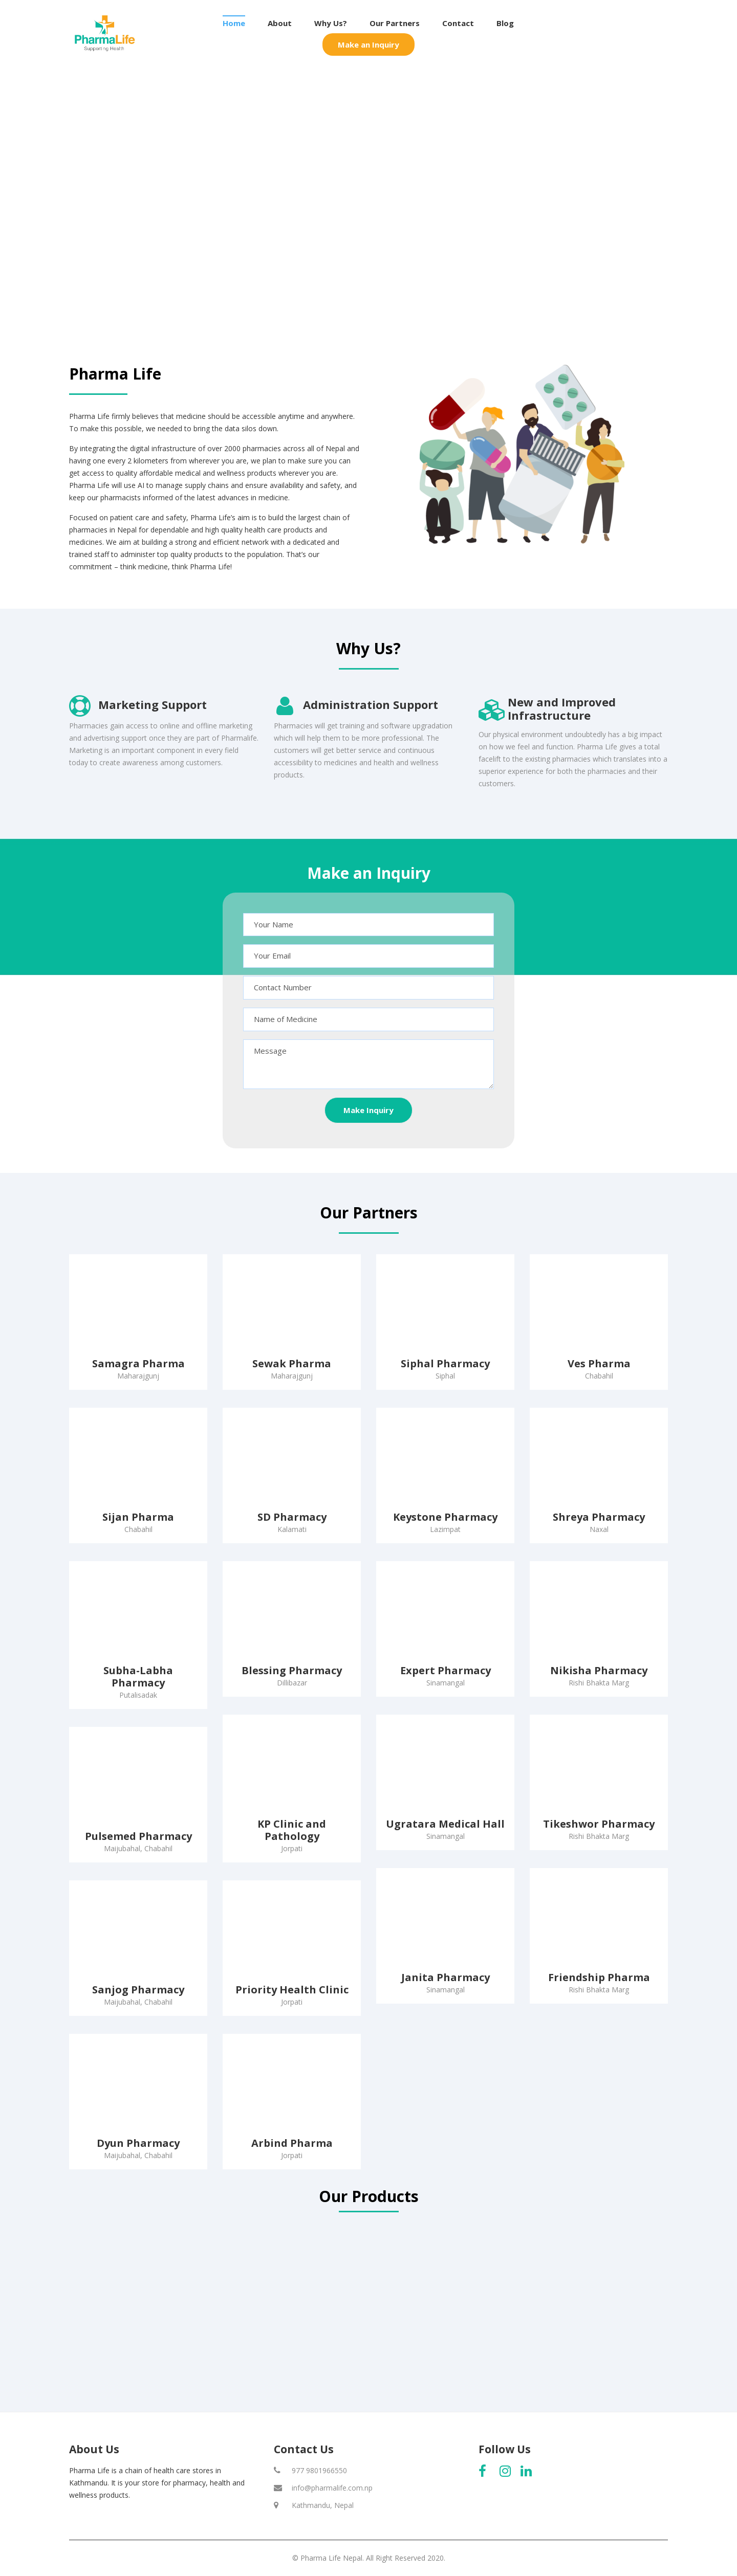 PharmaLife
Supporting Health
Home
About
Why Us?
Our Partners
Contact
Blog
Make an Inquiry
Pharma Life
Pharma Life firmly believes that medicine should be accessible anytime and anywhere.
To make this possible, we needed to bring the data silos down.
By integrating the digital infrastructure of over 2000 pharmacies across all of Nepal and
having one every 2 kilometers from wherever you are, we plan to make sure you can
get access to quality affordable medical and wellness products wherever you are.
Pharma Life will use AI to manage supply chains and ensure availability and safety, and
keep our pharmacists informed of the latest advances in medicine.
Focused on patient care and safety, Pharma Life's aim is to build the largest chain of
pharmacies in Nepal for dependable and high quality health care products and
medicines. We aim at building a strong and efficient network with a dedicated and
trained staff to administer top quality products to the population. That's our
commitment – think medicine, think Pharma Life!
Why Us?
Marketing Support
Pharmacies gain access to online and offline marketing
and advertising support once they are part of Pharmalife.
Marketing is an important component in every field
today to create awareness among customers.
Administration Support
Pharmacies will get training and software upgradation
which will help them to be more professional. The
customers will get better service and continuous
accessibility to medicines and health and wellness
products.
New and Improved
Infrastructure
Our physical environment undoubtedly has a big impact
on how we feel and function. Pharma Life gives a total
facelift to the existing pharmacies which translates into a
superior experience for both the pharmacies and their
customers.
Make an Inquiry
Your Name
Your Email
Contact Number
Name of Medicine
Message
Make Inquiry
Our Partners
Samagra Pharma
Maharajgunj
Sewak Pharma
Maharajgunj
Siphal Pharmacy
Siphal
Ves Pharma
Chabahil
Sijan Pharma
Chabahil
SD Pharmacy
Kalamati
Keystone Pharmacy
Lazimpat
Shreya Pharmacy
Naxal
Subha-Labha
Pharmacy
Putalisadak
Blessing Pharmacy
Dillibazar
Expert Pharmacy
Sinamangal
Nikisha Pharmacy
Rishi Bhakta Marg
Pulsemed Pharmacy
Maijubahal, Chabahil
KP Clinic and
Pathology
Jorpati
Ugratara Medical Hall
Sinamangal
Tikeshwor Pharmacy
Rishi Bhakta Marg
Sanjog Pharmacy
Maijubahal, Chabahil
Priority Health Clinic
Jorpati
Janita Pharmacy
Sinamangal
Friendship Pharma
Rishi Bhakta Marg
Dyun Pharmacy
Maijubahal, Chabahil
Arbind Pharma
Jorpati
Our Products
About Us
Pharma Life is a chain of health care stores in
Kathmandu. It is your store for pharmacy, health and
wellness products.
Contact Us
977 9801966550
info@pharmalife.com.np
Kathmandu, Nepal
Follow Us
© Pharma Life Nepal. All Right Reserved 2020.